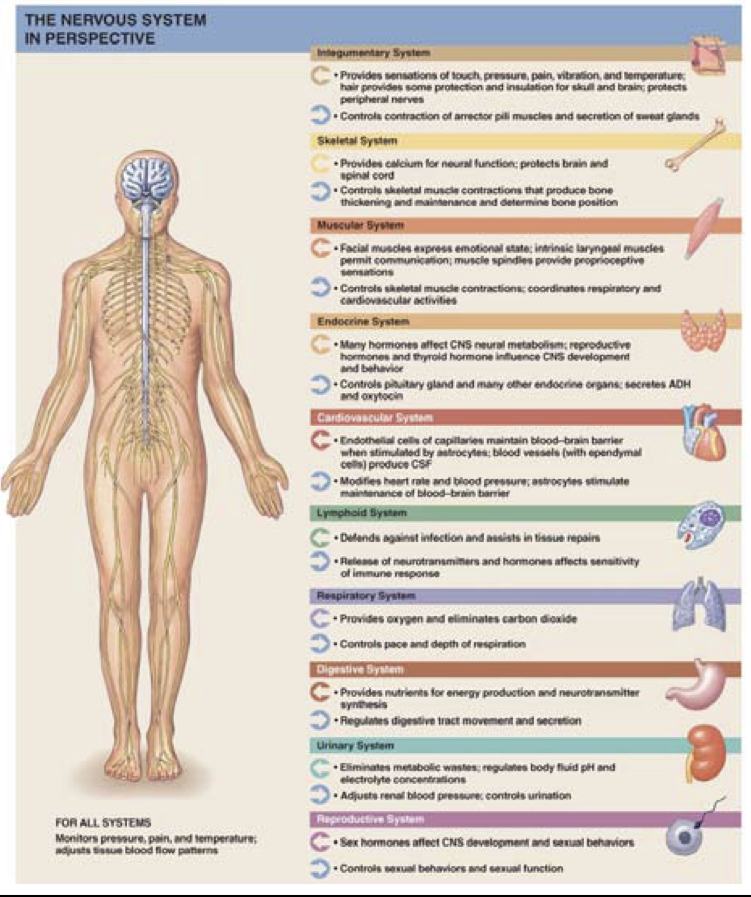 THE NERVOUS SYSTEM
IN PERSPECTIVE
Integumentary System
• Provides sensations of touch, pressure, pain, vibration, and temperature;
hair provides some protection and insulation for skull and brain; protects
peripheral nerves
• Controls contraction of arrector pili muscles and secretion of sweat glands
Skeletal System
• Provides calcium for neural function; protects brain and
spinal cord
• Controls skeletal muscle contractions that produce bone
thickening and maintenance and determine bone position
Muscular System
• Facial muscles express emotional state; intrinsic laryngeal muscles
permit communication; muscle spindles provide proprioceptive
sensations
• Controls skeletal muscle contractions; coordinates respiratory and
cardiovascular activities
Endocrine System
• Many hormones affect CNS neural metabolism; reproductive
hormones and thyroid hormone influence CNS development
and behavior
• Controls pituitary gland and many other endocrine organs; secretes ADH
and oxytocin
Cardiovascular System
• Endothelial cells of capillaries maintain blood–brain barrier
when stimulated by astrocytes; blood vessels (with ependymal
cells) produce CSF
• Modifies heart rate and blood pressure; astrocytes stimulate
maintenance of blood–brain barrier
Lymphoid System
• Defends against infection and assists in tissue repairs
• Release of neurotransmitters and hormones affects sensitivity
of immune response
Respiratory System
• Provides oxygen and eliminates carbon dioxide
• Controls pace and depth of respiration
Digestive System
• Provides nutrients for energy production and neurotransmitter
synthesis
• Regulates digestive tract movement and secretion
Urinary System
• Eliminates metabolic wastes; regulates body fluid pH and
electrolyte concentrations
• Adjusts renal blood pressure; controls urination
Reproductive System
• Sex hormones affect CNS development and sexual behaviors
• Controls sexual behaviors and sexual function
FOR ALL SYSTEMS
Monitors pressure, pain, and temperature;
adjusts tissue blood flow patterns